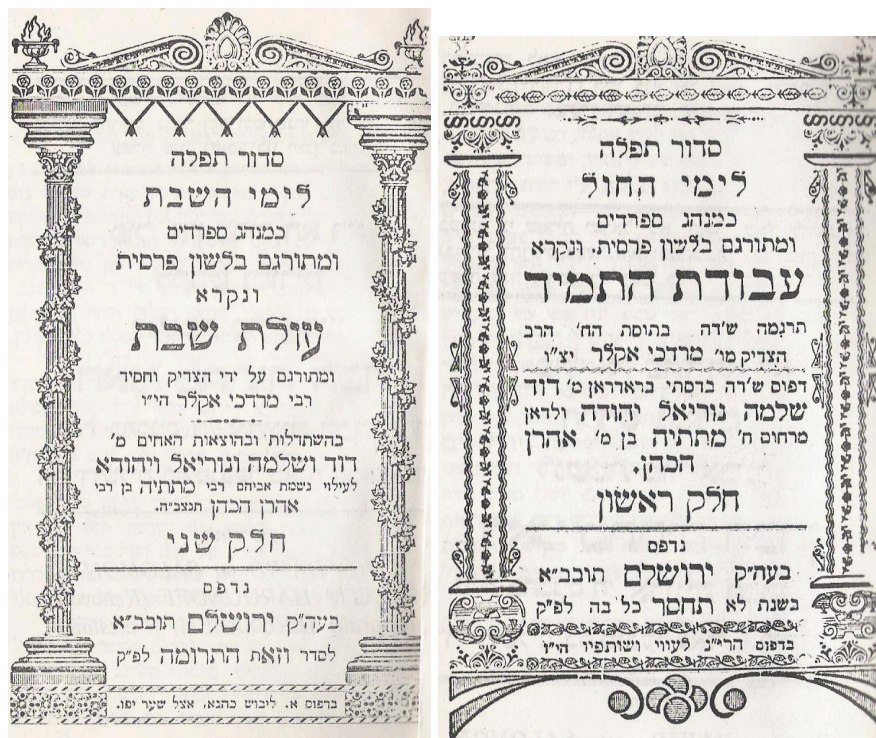 סדור תפלה
לימי החול
כמנהג ספרדים
ומתורגם בלשון פרסית. ונקרא
עבודת התמיד
תרגמה ש'דה בתוסת הח' הרב
הצדיק מו' מרדכי אקלר יצ"ו
דפוס ש'דה בדסתי בראדראן מ' דוד
שלמה נוריאל יהודה ולדאן
מרחום ח' מתתיה בן מ' אהרן
הכהן.
חלק ראשון
נדפס
בעה"ק ירושלם תובב"א
בשנת לא תחסר כל בה לפ"ק
בדפוס הרי"נ לעווי ושותפיו הי"ו
סדור תפלה
לימי השבת
כמנהג ספרדים
ומתורגם בלשון פרסית
ונקרא
עולת שבת
ומתורגם על ידי הצדיק וחסיד
רבי מרדכי אקלר הי"ו
בהשתדלות ובהוצאות האחים מ'
דוד ושלמה ונוריאל ויהודא
לעילוי נשמת אביהם רבי מתתיה בן רבי
אהרן הכהן תנצב"ה.
חלק שני
נדפס
בעה"ק ירושלם תובב"א
לסדר וזאת התרומה לפ"ק
בדפוס א. ליבוש כהנא, אצל שער יפו.